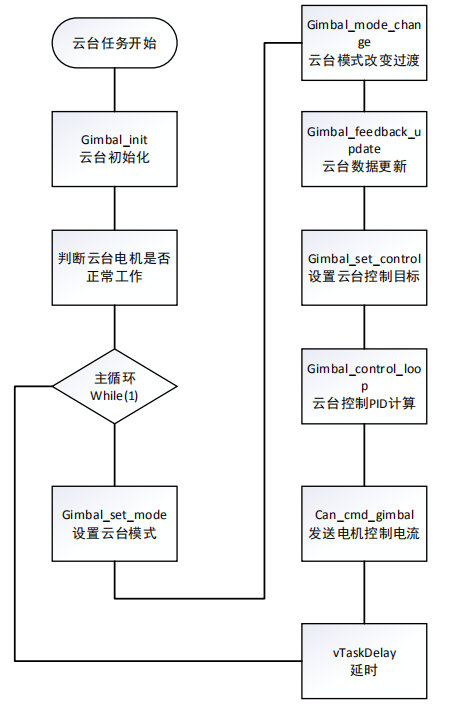 云台任务开始
Gimbal_init
云台初始化
判断云台电机是否
正常工作
主循环
While(1)
Gimbal_set_mode
设置云台模式
Gimbal_mode_chan
ge
云台模式改变过渡
Gimbal_feedback_u
pdate
云台数据更新
Gimbal_set_control
设置云台控制目标
Gimbal_control_loo
p
云台控制PID计算
Can_cmd_gimbal
发送电机控制电流
vTaskDelay
延时